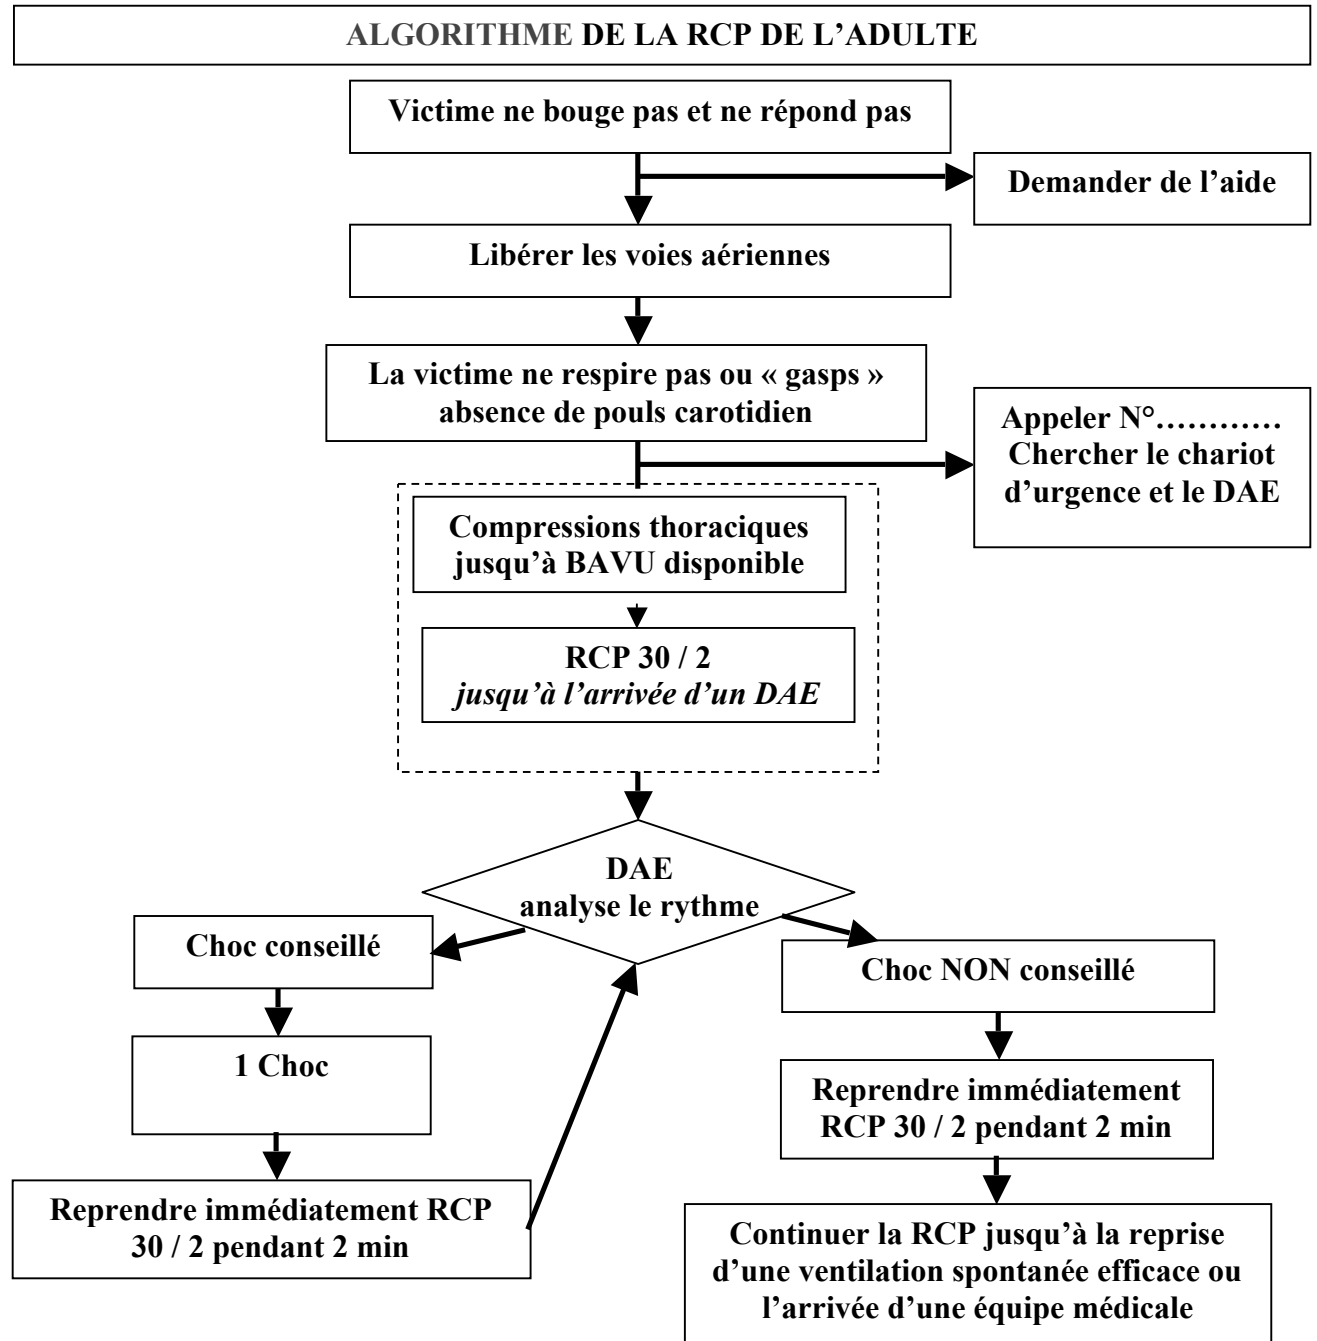 ALGORITHME DE LA RCP DE L’ADULTE
Victime ne bouge pas et ne répond pas
Demander de l’aide
Libérer les voies aériennes
La victime ne respire pas ou « gasps »
absence de pouls carotidien
Appeler N°…………
Chercher le chariot
d’urgence et le DAE
Compressions thoraciques
jusqu’à BAVU disponible
RCP 30 / 2
jusqu’à l’arrivée d’un DAE
DAE
analyse le rythme
Choc conseillé
Choc NON conseillé
1 Choc
Reprendre immédiatement
RCP 30 / 2 pendant 2 min
Reprendre immédiatement RCP
30 / 2 pendant 2 min
Continuer la RCP jusqu’à la reprise
d’une ventilation spontanée efficace ou
l’arrivée d’une équipe médicale